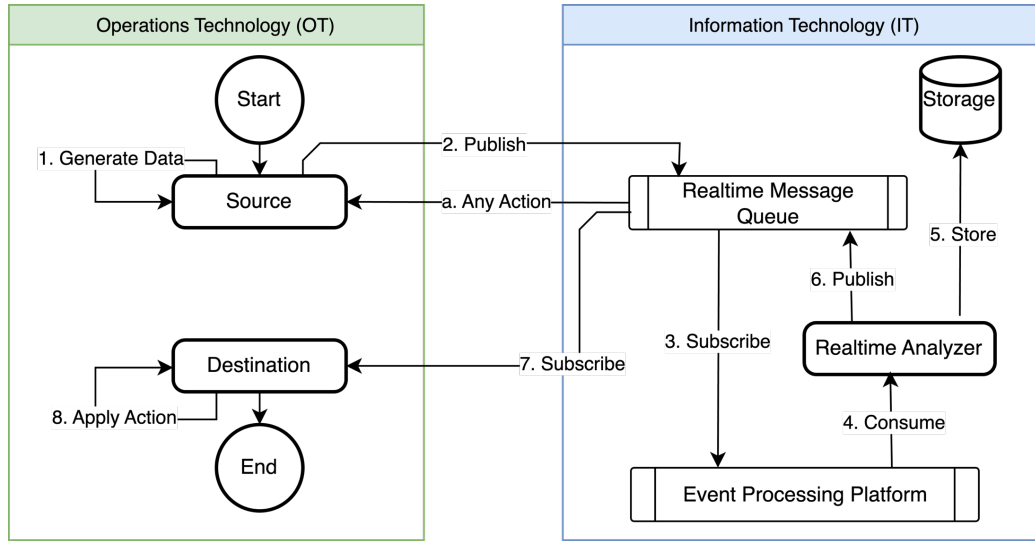 Operations Technology (OT)
Information Technology (IT)
Start
Storage
1. Generate Data
2. Publish
Source
a. Any Action
Realtime Message
Queue
5. Store
6. Publish
3. Subscribe
Realtime Analyzer
Destination
7. Subscribe
8. Apply Action
4. Consume
End
Event Processing Platform